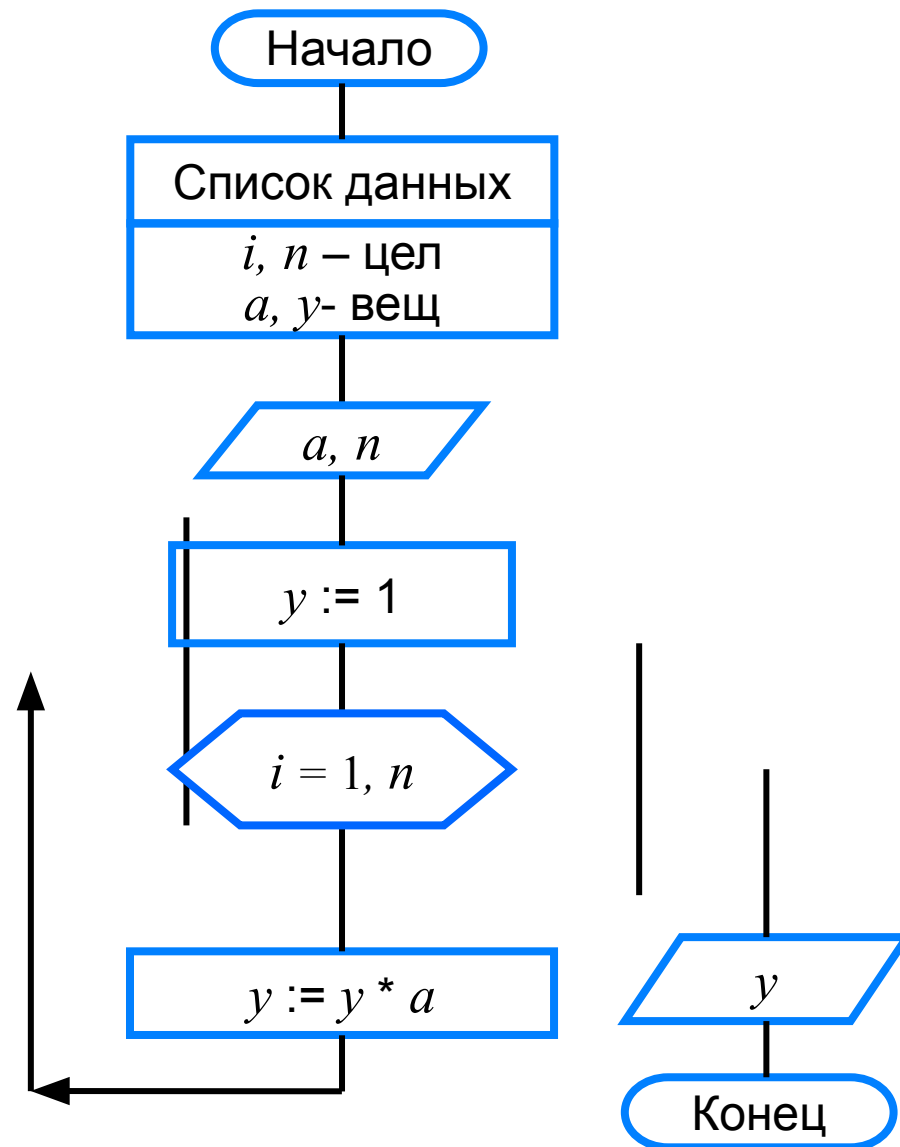 Начало
Список данных
i, n – цел
a, y- вещ
a, n
y := 1
i = 1, n
y := y * a
y
Конец